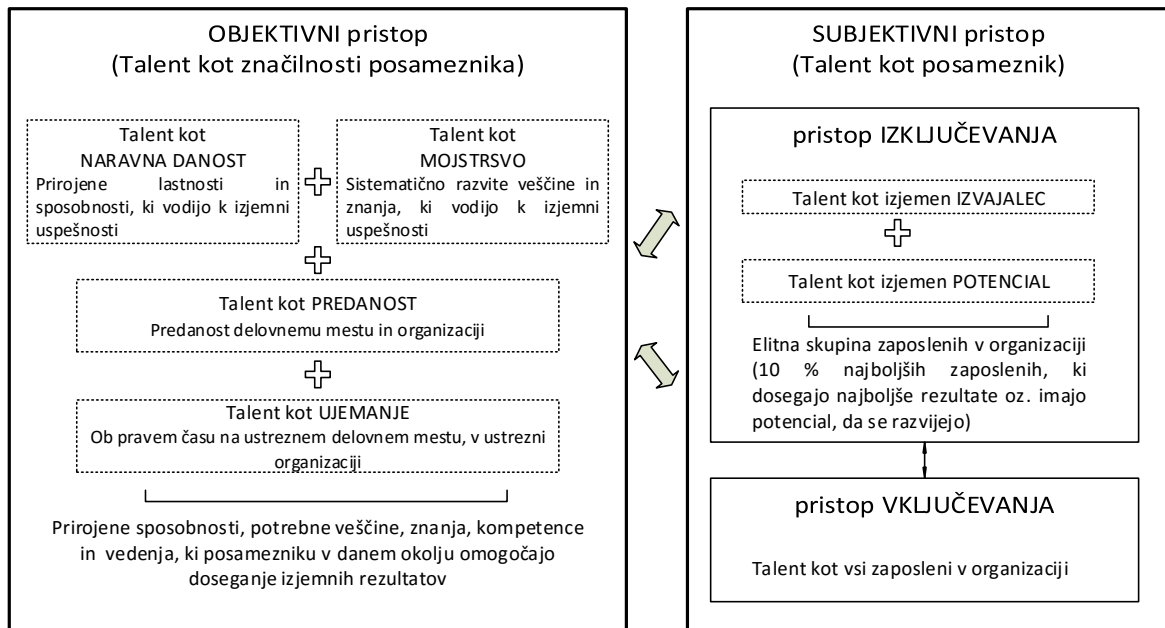 OBJEKTIVNI pristop
(Talent kot značilnosti posameznika)
Talent kot
NARAVNA DANOST
Prirojene lastnosti in
sposobnosti, ki vodijo k izjemni
uspešnosti
Talent kot
MOJSTRSVO
Sistematično razvite veščine in
znanja, ki vodijo k izjemni
uspešnosti
Talent kot PREDANOST
Predanost delovnemu mestu in organizaciji
Talent kot UJEMANJE
Ob pravem času na ustreznem delovnem mestu, v ustrezni
organizaciji
Prirojene sposobnosti, potrebne veščine, znanja, kompetence
in vedenja, ki posamezniku v danem okolju omogočajo
doseganje izjemnih rezultatov
SUBJEKTIVNI pristop
(Talent kot posameznik)
pristop IZKLJUČEVANJA
Talent kot izjemen IZVAJALEC
Talent kot izjemen POTENCIAL
Elitna skupina zaposlenih v organizaciji
(10 % najboljših zaposlenih, ki
dosegajo najboljše rezultate oz. imajo
potencial, da se razvijejo)
pristop VKLJUČEVANJA
Talent kot vsi zaposleni v organizaciji